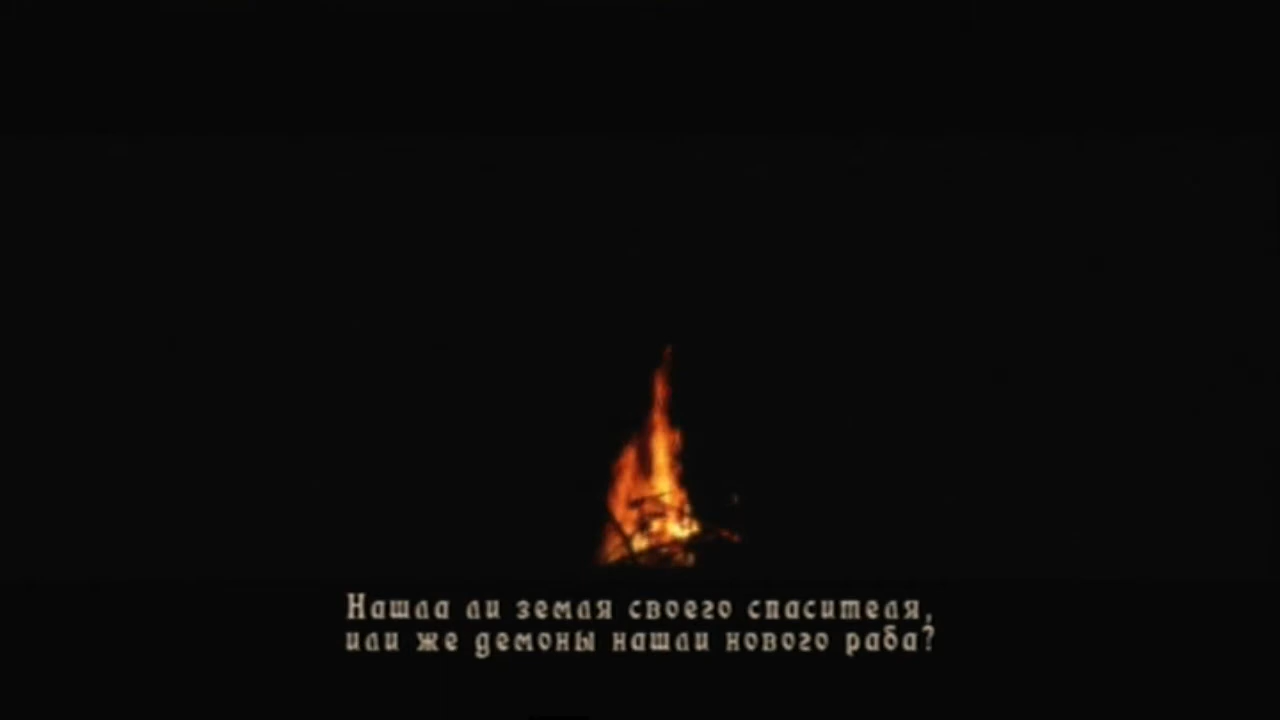 Нашла ли земля своего спасителя,
или же демоны нашли нового раба?